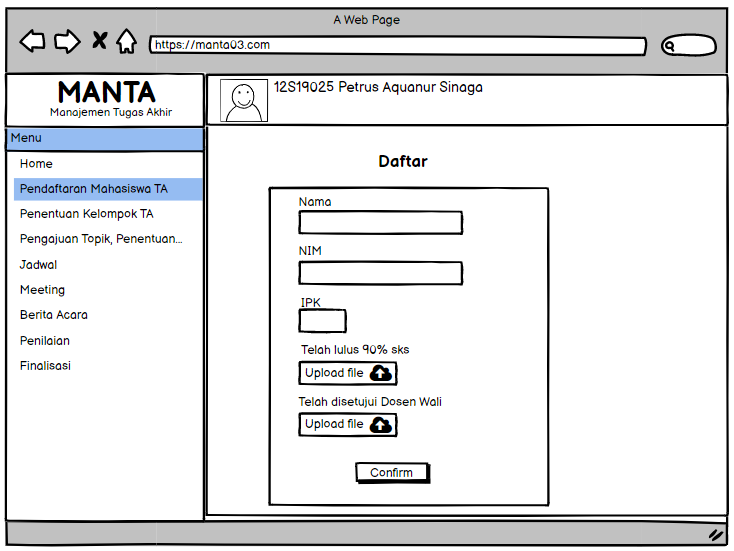 A Web Page
https://manta03.com
MANTA
Manajemen Tugas Akhir
12S19025 Petrus Aquanur Sinaga
Menu
Home
Pendaftaran Mahasiswa TA
Penentuan Kelompok TA
Pengajuan Topik, Penentuan...
Jadwal
Meeting
Berita Acara
Penilaian
Finalisasi
Daftar
Nama
NIM
IPK
Telah lulus 90% sks
Upload file
Telah disetujui Dosen Wali
Upload file
Confirm